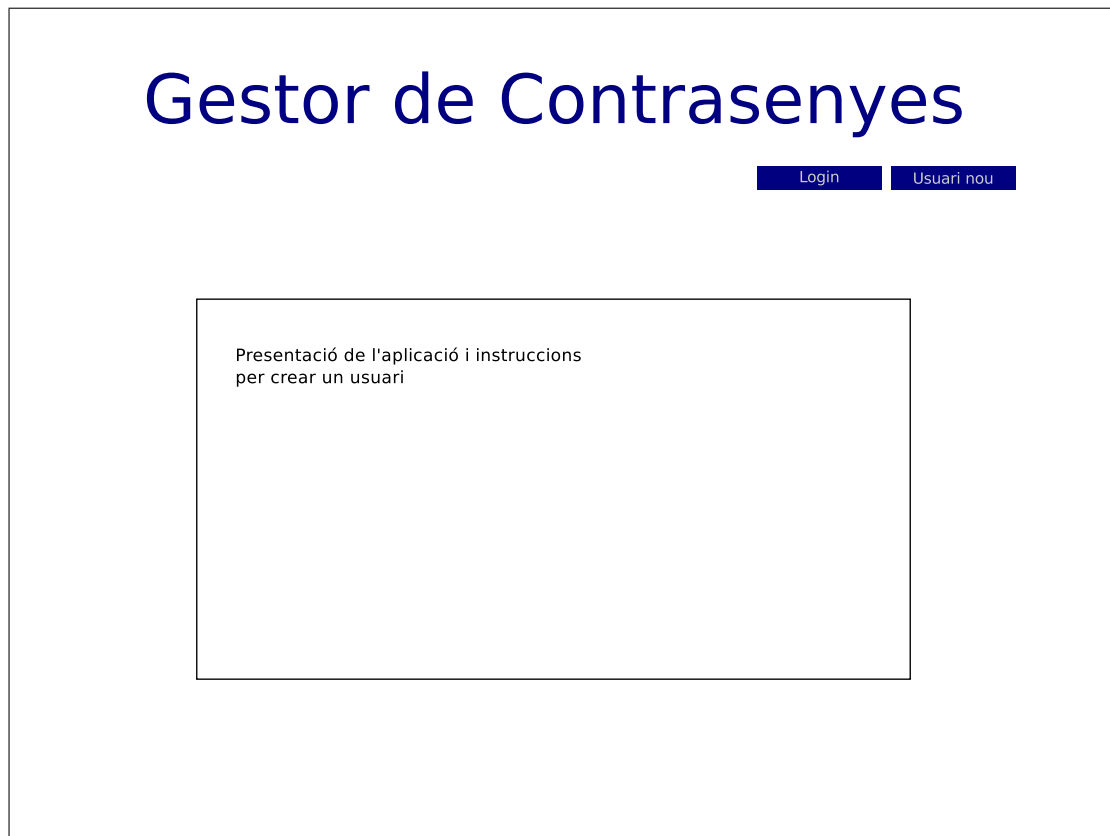 Gestor de Contrasenyes
Login
Usuari nou
Presentació de l'aplicació i instruccions
per crear un usuari